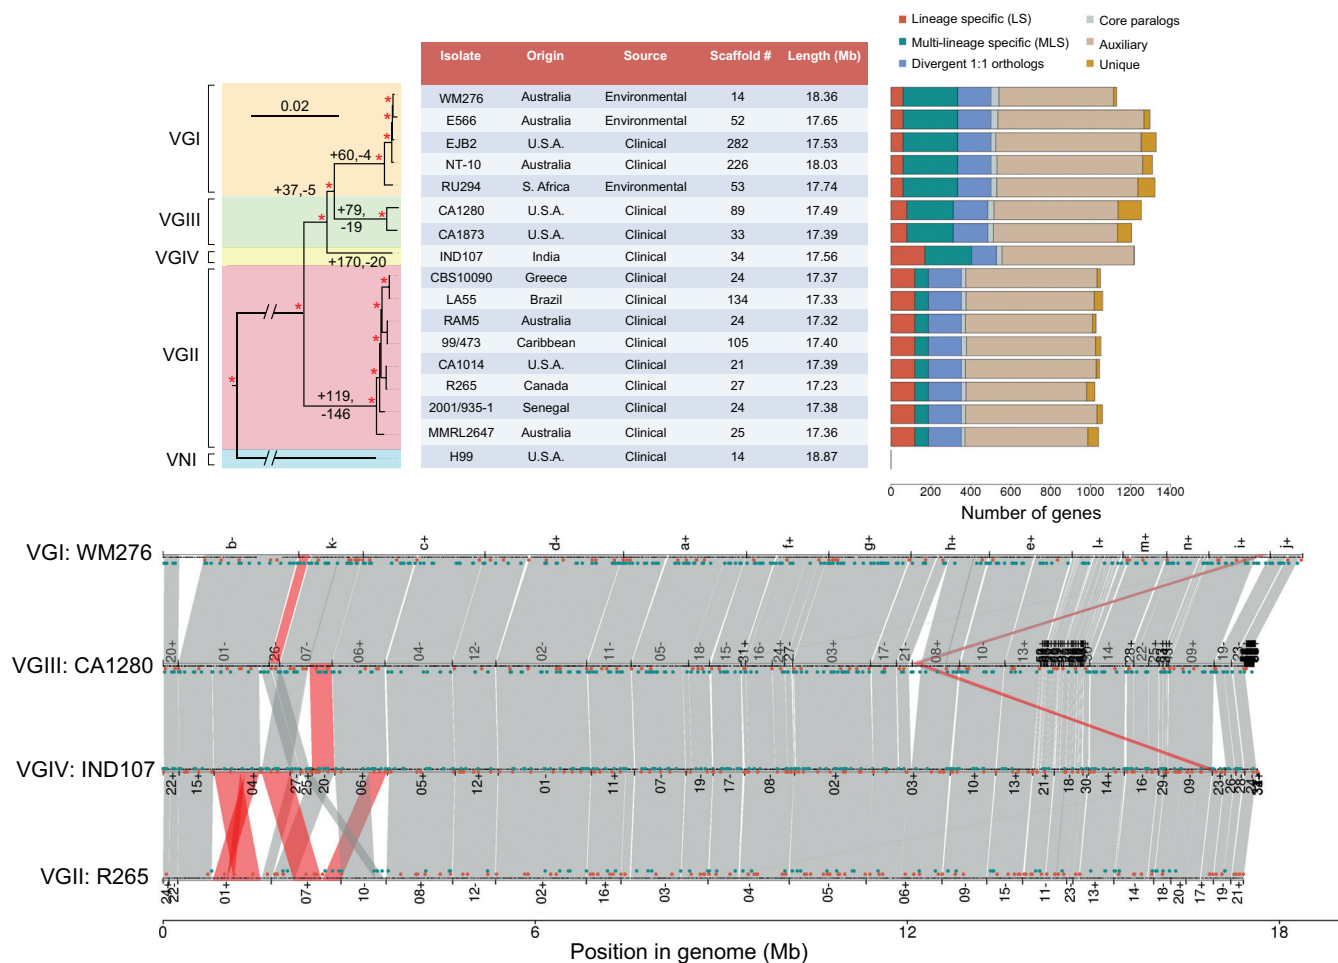 Lineage specific (LS)
Core paralogs
Multi-lineage specific (MLS)
Auxiliary
Divergent 1:1 orthologs
Unique
Isolate Origin Source Scaffold # Length (Mb)
WM276 Australia Environmental 14 18.36
E566 Australia Environmental 52 17.65
EJB2 U.S.A. Clinical 282 17.53
NT-10 Australia Clinical 226 18.03
RU294 S. Africa Environmental 53 17.74
CA1280 U.S.A. Clinical 89 17.49
CA1873 U.S.A. Clinical 33 17.39
IND107 India Clinical 34 17.56
CBS10090 Greece Clinical 24 17.37
LA55 Brazil Clinical 134 17.33
RAM5 Australia Clinical 24 17.32
99/473 Caribbean Clinical 105 17.40
CA1014 U.S.A. Clinical 21 17.39
R265 Canada Clinical 27 17.23
2001/935-1 Senegal Clinical 24 17.38
MMRL2647 Australia Clinical 25 17.36
H99 U.S.A. Clinical 14 18.87
0.02
VGI
+60,-4
+37,-5
VGIII
+79,
-19
VGIV
+170,-20
VGII
+119,
-146
VNI
0 200 400 600 800 1000 1200 1400
Number of genes
VGI: WM276
b- k- c+ d+ a+ f+ g+ h+ e+ l+ m+ n+ i+ j+
VGIII: CA1280
20+ 01- 26- 07- 06+ 04- 12- 02- 11- 05- 18- 15- 31+ 16- 24+ 27- 03+ 17- 21- 08+ 10- 13+ 14- 28+ 22- 25+ 09+ 19- 23-
VGIV: IND107
22+ 15+ 04+ 27- 25+ 20- 06+ 05+ 12+ 01- 11+ 07- 19- 17- 08- 03+ 10- 13+ 21+ 18- 30- 14+ 16- 29+ 09- 23+ 26- 28- 24-
VGII: R265
24+ 22- 01+ 07+ 10- 08+ 12- 02+ 16+ 03- 04- 05- 06+ 09- 15- 11- 23- 13+ 14- 18- 20+ 17+ 19- 21+
0 6 12 18
Position in genome (Mb)